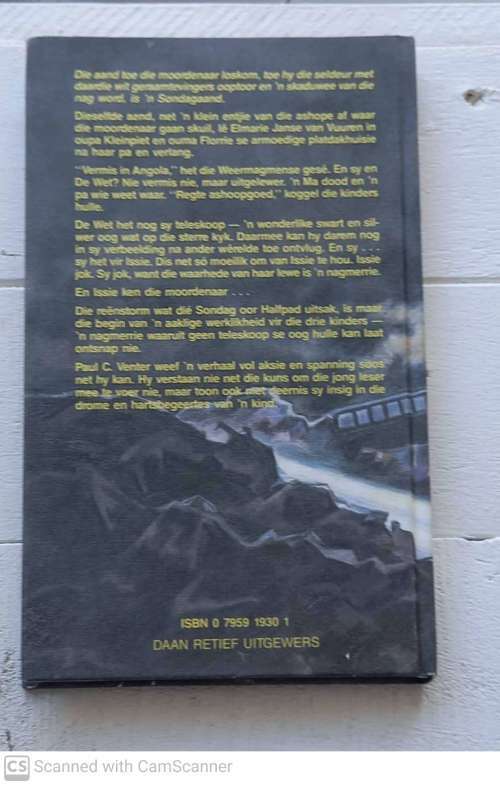 Die aand toe die moordenaar loskom, toe hy die seldeur met
daardie wit geraamtevingers ooptoor en 'n skaduwee van die
nag word, is 'n Sondagaand.
Dieselfde aend, net 'n klein entjie van die ashope af waar
die moordenaar gaan skuil, lê Elmarie Janse van Vuuren in
oupa Kleinpiet en ouma Florrie se armoedige platdakhuisie
na haar pa en verlang.
"Vermis in Angola," het die Weermagmense gesê. En sy en
De Wet? Nie vermis nie, maar uitgelewer. 'n Ma dood en 'n
pa wie weet waar. "Regte ashoopgoed," koggel die kinders
hulle.
De Wet het nog sy teleskoop — 'n wonderlike swart en sil-
wer oog wat op die sterre kyk. Daarmee kan hy darem nog
in sy verbeelding na ander wêrelde toe ontvlug. En sy . . .
sy het vir Issie. Dis net só moeilik om van Issie te hou. Issie
jok. Sy jok, want die waarhede van haar lewe is 'n nagmerrie.
En Issie ken die moordenaar . . .
Die reënstorm wat dié Sondag oor Halfpad uitsak, is maar
die begin van 'n aaklige werklikheid vir die drie kinders —
'n nagmerrie waaruit geen teleskoop se oog hulle kan laat
ontsnap nie.
Paul C. Venter weef 'n verhaal vol aksie en spanning soos
net hy kan. Hy verstaan nie net die kuns om die jong leser
mee te voer nie, maar toon ook met deernis sy insig in die
drome en hartsbegeertes van 'n kind.
ISBN 0 7959 1930 1
DAAN RETIEF UITGEWERS
CS Scanned with CamScanner